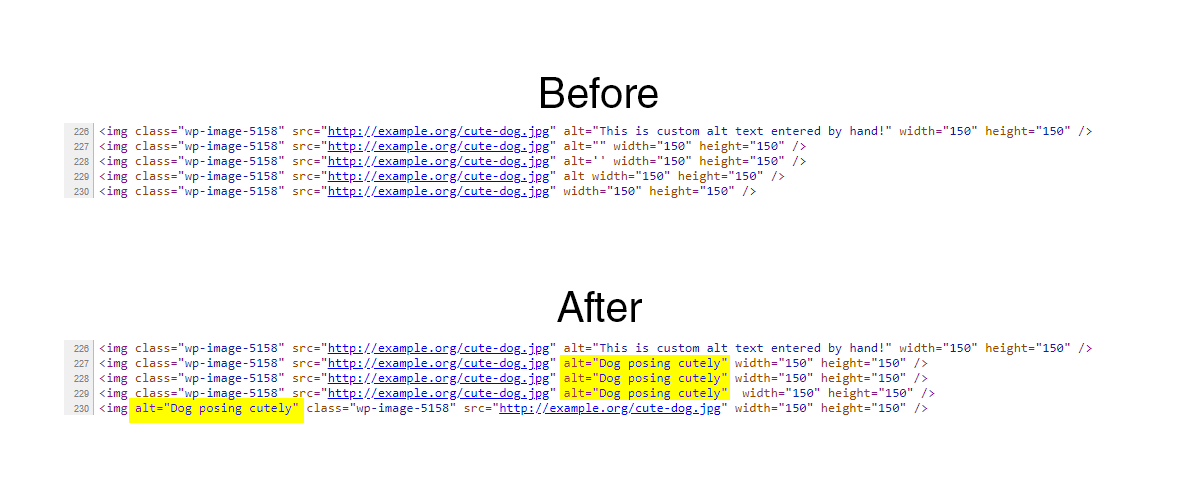 Before
226 <img class="wp-image-5158" src="http://example.org/cute-dog.jpg" alt="This is custom alt text entered by hand!" width="150" height="150" />
227 <img class="wp-image-5158" src="http://example.org/cute-dog.jpg" alt="" width="150" height="150" />
228 <img class="wp-image-5158" src="http://example.org/cute-dog.jpg" alt='' width="150" height="150" />
229 <img class="wp-image-5158" src="http://example.org/cute-dog.jpg" alt width="150" height="150" />
230 <img class="wp-image-5158" src="http://example.org/cute-dog.jpg" width="150" height="150" />
After
226 <img class="wp-image-5158" src="http://example.org/cute-dog.jpg" alt="This is custom alt text entered by hand!" width="150" height="150" />
227 <img class="wp-image-5158" src="http://example.org/cute-dog.jpg" alt="Dog posing cutely" width="150" height="150" />
228 <img class="wp-image-5158" src="http://example.org/cute-dog.jpg" alt="Dog posing cutely" width="150" height="150" />
229 <img class="wp-image-5158" src="http://example.org/cute-dog.jpg" alt="Dog posing cutely"  width="150" height="150" />
230 <img alt="Dog posing cutely" class="wp-image-5158" src="http://example.org/cute-dog.jpg" width="150" height="150" />